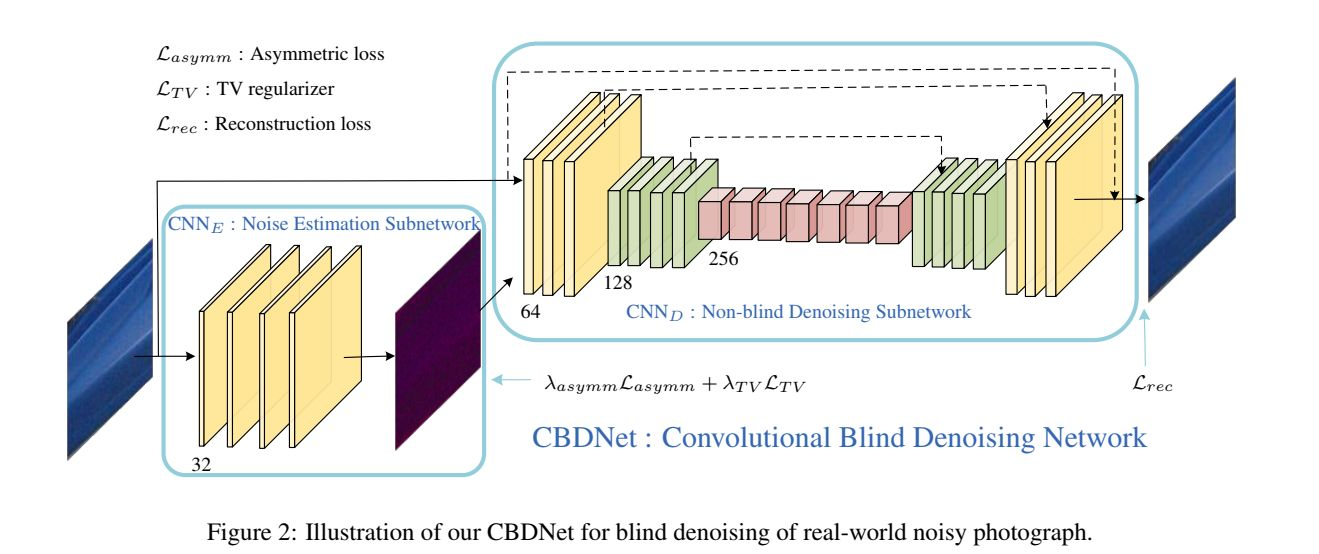 ℒ_asymm : Asymmetric loss
ℒ_TV : TV regularizer
ℒ_rec : Reconstruction loss
CNN_E : Noise Estimation Subnetwork
32
64
128
256
CNN_D : Non-blind Denoising Subnetwork
λ_asymm ℒ_asymm + λ_TV ℒ_TV
ℒ_rec
CBDNet : Convolutional Blind Denoising Network
Figure 2: Illustration of our CBDNet for blind denoising of real-world noisy photograph.